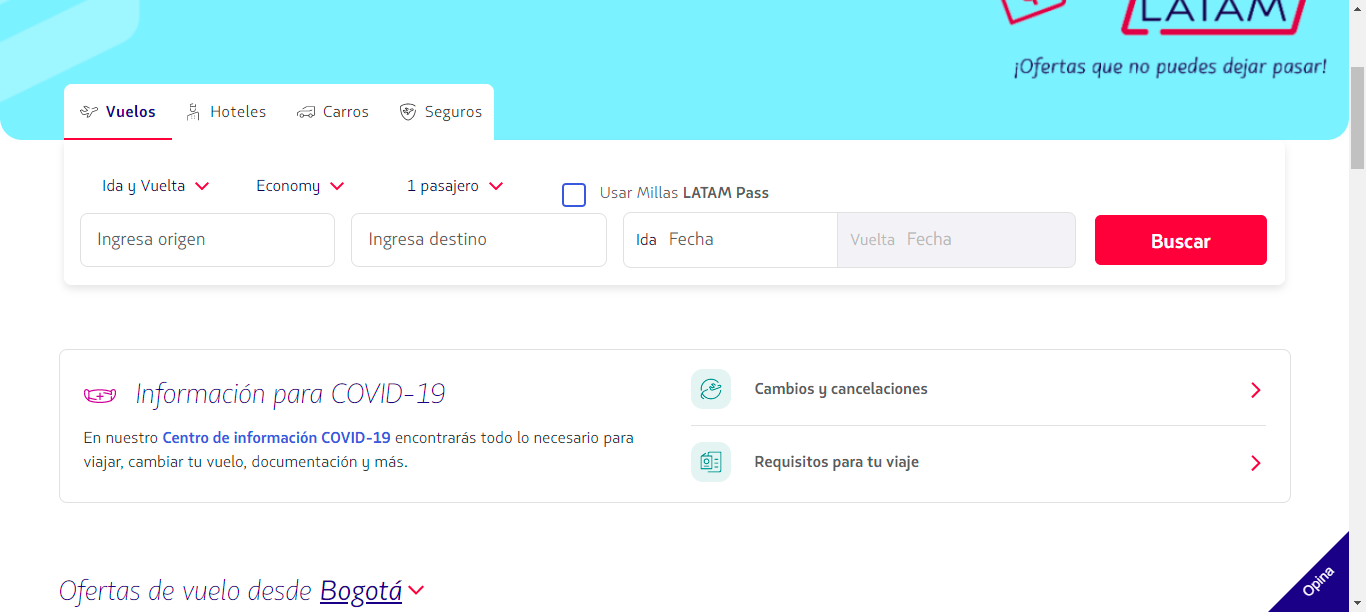 LATAM
¡Ofertas que no puedes dejar pasar!
Vuelos Hoteles Carros Seguros
Ida y Vuelta Economy 1 pasajero Usar Millas LATAM Pass
Ingresa origen Ingresa destino Ida Fecha Vuelta Fecha Buscar
Información para COVID-19
En nuestro Centro de información COVID-19 encontrarás todo lo necesario para
viajar, cambiar tu vuelo, documentación y más.
Cambios y cancelaciones
Requisitos para tu viaje
Ofertas de vuelo desde Bogotá
Opina